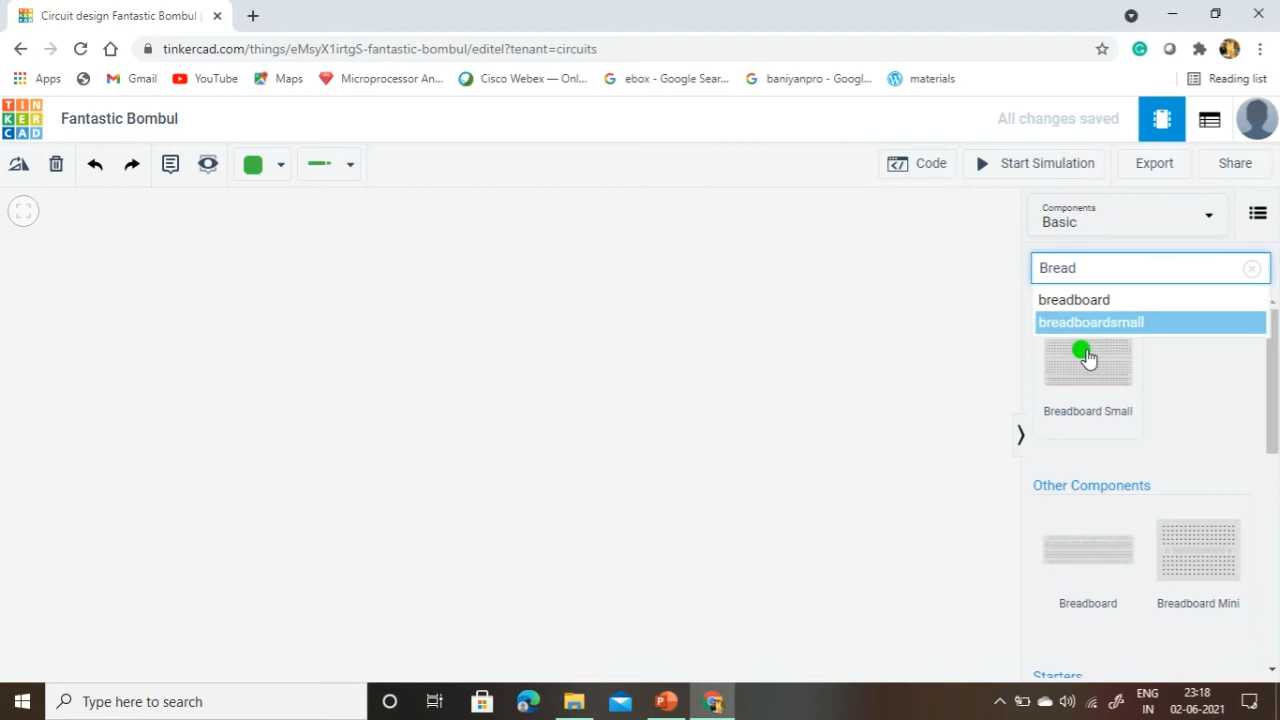 Circuit design Fantastic Bombul
tinkercad.com/things/eMsyX1irtgS-fantastic-bombul/editel?tenant=circuits
Apps
Gmail
YouTube
Maps
Microprocessor An...
Cisco Webex — Onl...
ebox - Google Sear...
baniyanpro - Googl...
materials
Reading list
TINKERCAD
Fantastic Bombul
All changes saved
Code
Start Simulation
Export
Share
Components
Basic
Bread
breadboard
breadboardsmall
Breadboard Small
Other Components
Breadboard
Breadboard Mini
Starters
Type here to search
ENG
IN
23:18
02-06-2021